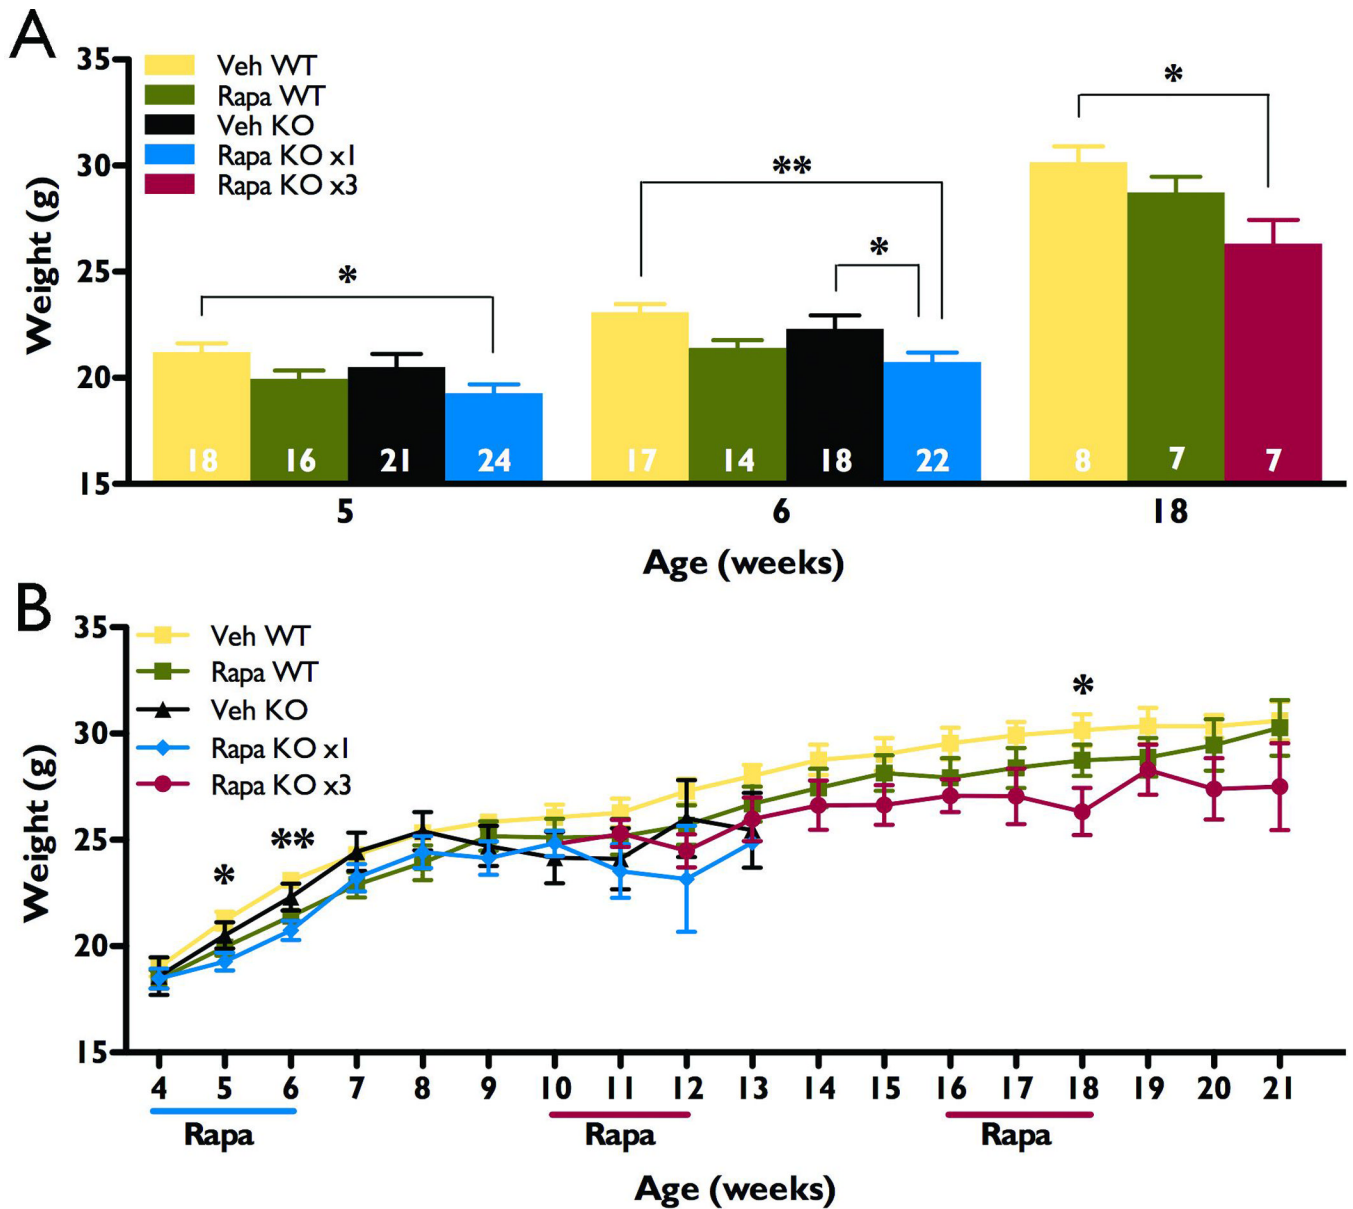 A
35
30
25
20
15
Weight (g)
Veh WT
Rapa WT
Veh KO
Rapa KO x1
Rapa KO x3
*
**
*
*
18 16 21 24 17 14 18 22 8 7 7
5 6 18
Age (weeks)
B
35
30
25
20
15
Weight (g)
Veh WT
Rapa WT
Veh KO
Rapa KO x1
Rapa KO x3
*
**
*
4 5 6 7 8 9 10 11 12 13 14 15 16 17 18 19 20 21
Rapa Rapa Rapa
Age (weeks)